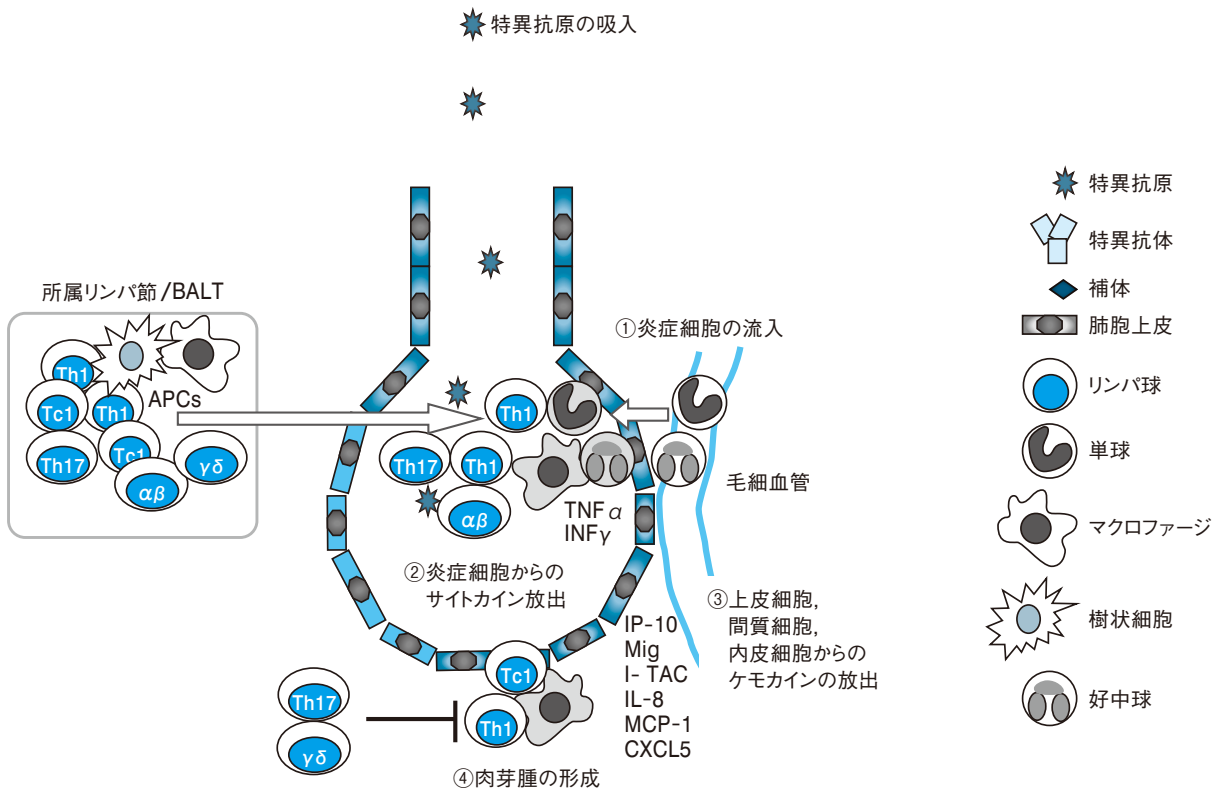 特異抗原の吸入
所属リンパ節/BALT
Th1
Tc1
Th1
APCs
Th17
Tc1
αβ
γδ
①炎症細胞の流入
Th1
Th17
Th1
αβ
TNFα
INFγ
毛細血管
②炎症細胞からの
サイトカイン放出
③上皮細胞,
間質細胞,
内皮細胞からの
ケモカインの放出
IP-10
Mig
I- TAC
IL-8
MCP-1
CXCL5
Tc1
Th1
Th17
γδ
④肉芽腫の形成
特異抗原
特異抗体
補体
肺胞上皮
リンパ球
単球
マクロファージ
樹状細胞
好中球